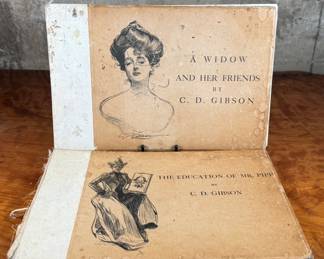 A WIDOW
AND HER FRIENDS
BY
C. D. GIBSON
THE EDUCATION OF MR. PIPP
BY
C. D. GIBSON